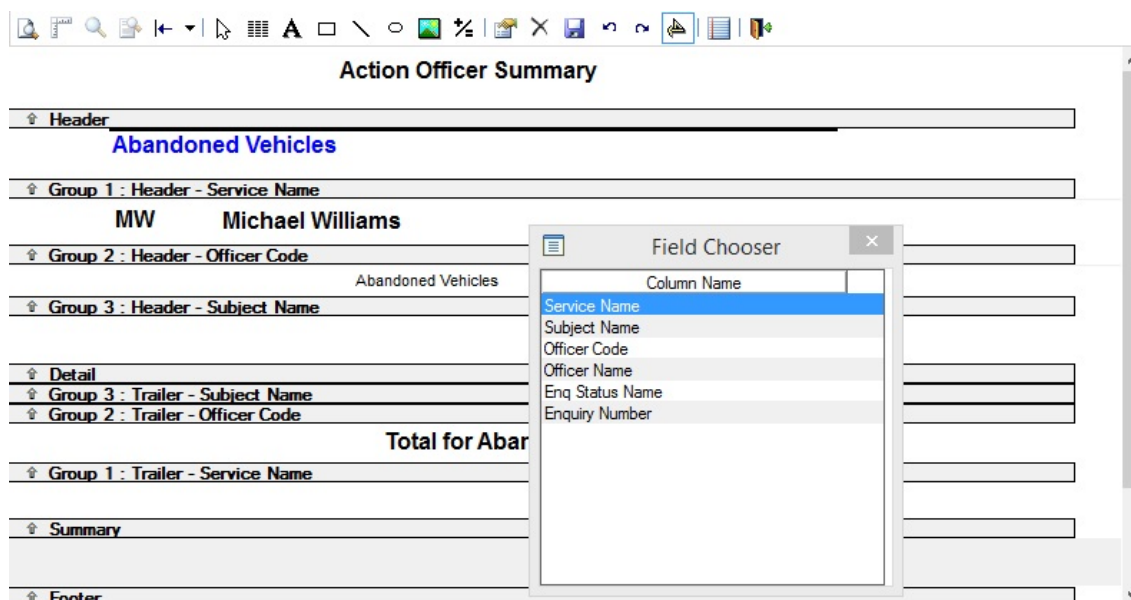 Action Officer Summary
Header
Abandoned Vehicles
Group 1 : Header - Service Name
MW Michael Williams
Group 2 : Header - Officer Code
Abandoned Vehicles
Group 3 : Header - Subject Name
Detail
Group 3 : Trailer - Subject Name
Group 2 : Trailer - Officer Code
Total for Abar
Group 1 : Trailer - Service Name
Summary
Footer
Field Chooser
Column Name
Service Name
Subject Name
Officer Code
Officer Name
Enq Status Name
Enquiry Number